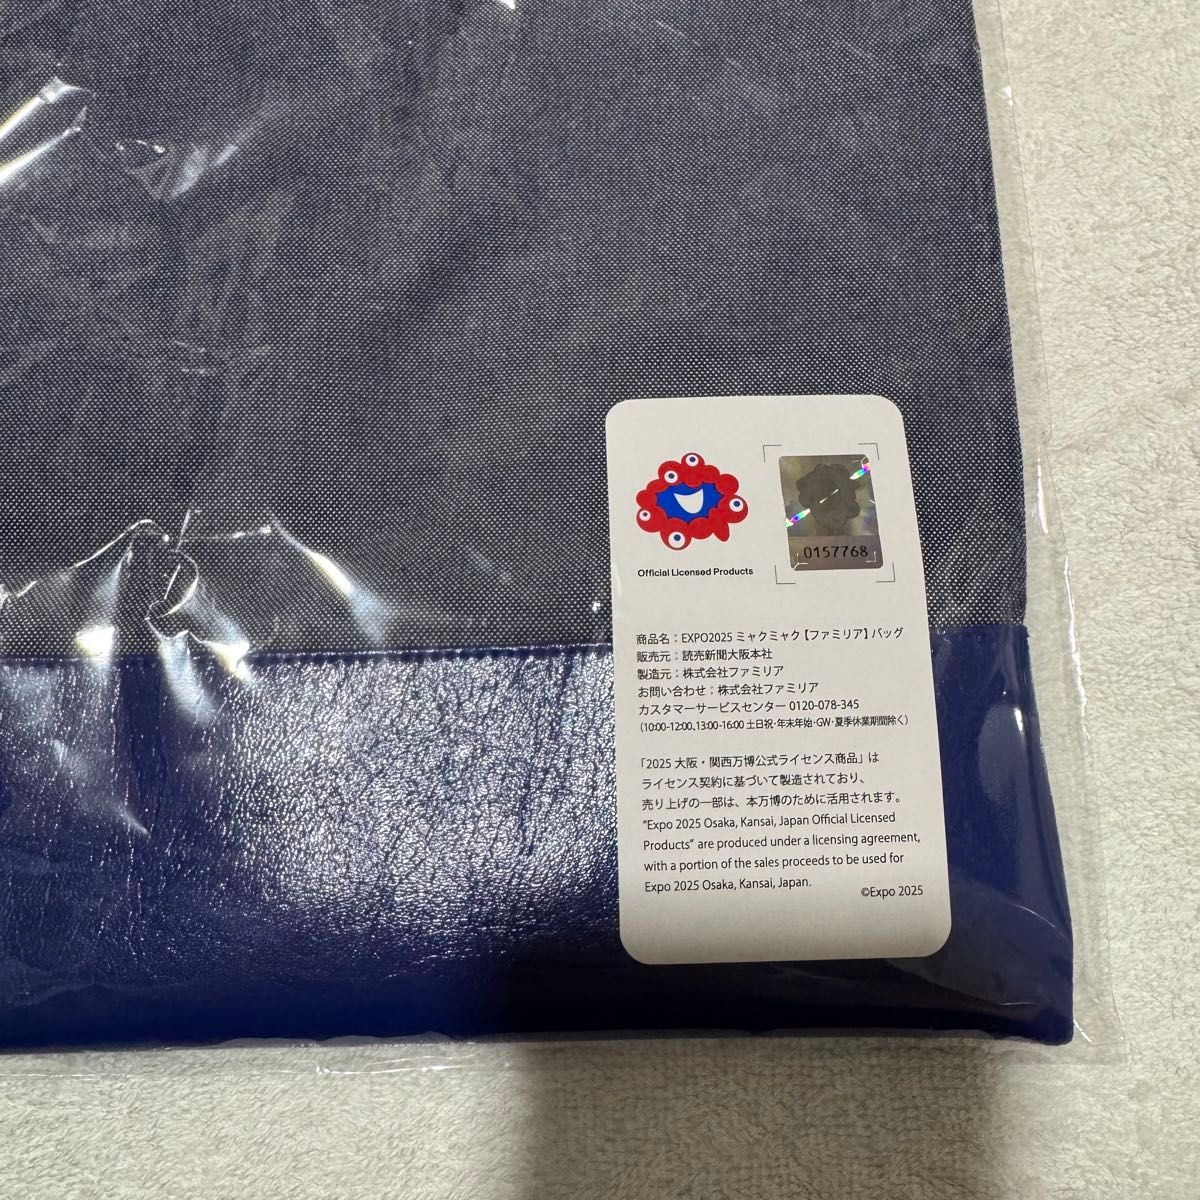 Official Licensed Products
0157768
商品名：EXPO2025 ミャクミャク【ファミリア】バッグ
販売元：読売新聞大阪本社
製造元：株式会社ファミリア
お問い合わせ：株式会社ファミリア
カスタマーサービスセンター 0120-078-345
（10:00-12:00、13:00-16:00 土日祝・年末年始・GW・夏季休業期間除く）
「2025 大阪・関西万博公式ライセンス商品」は
ライセンス契約に基づいて製造されており、
売り上げの一部は、本万博のために活用されます。
"Expo 2025 Osaka, Kansai, Japan Official Licensed
Products" are produced under a licensing agreement,
with a portion of the sales proceeds to be used for
Expo 2025 Osaka, Kansai, Japan.
©Expo 2025